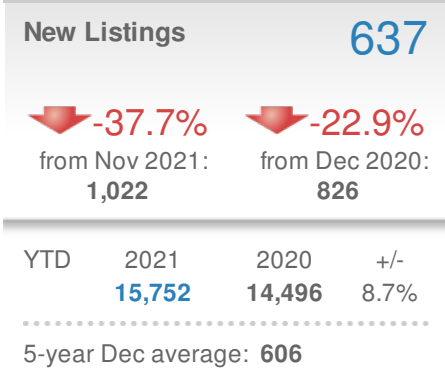 New Listings 637
-37.7% -22.9%
from Nov 2021: from Dec 2020:
1,022 826
YTD 2021 2020 +/-
15,752 14,496 8.7%
5-year Dec average: 606